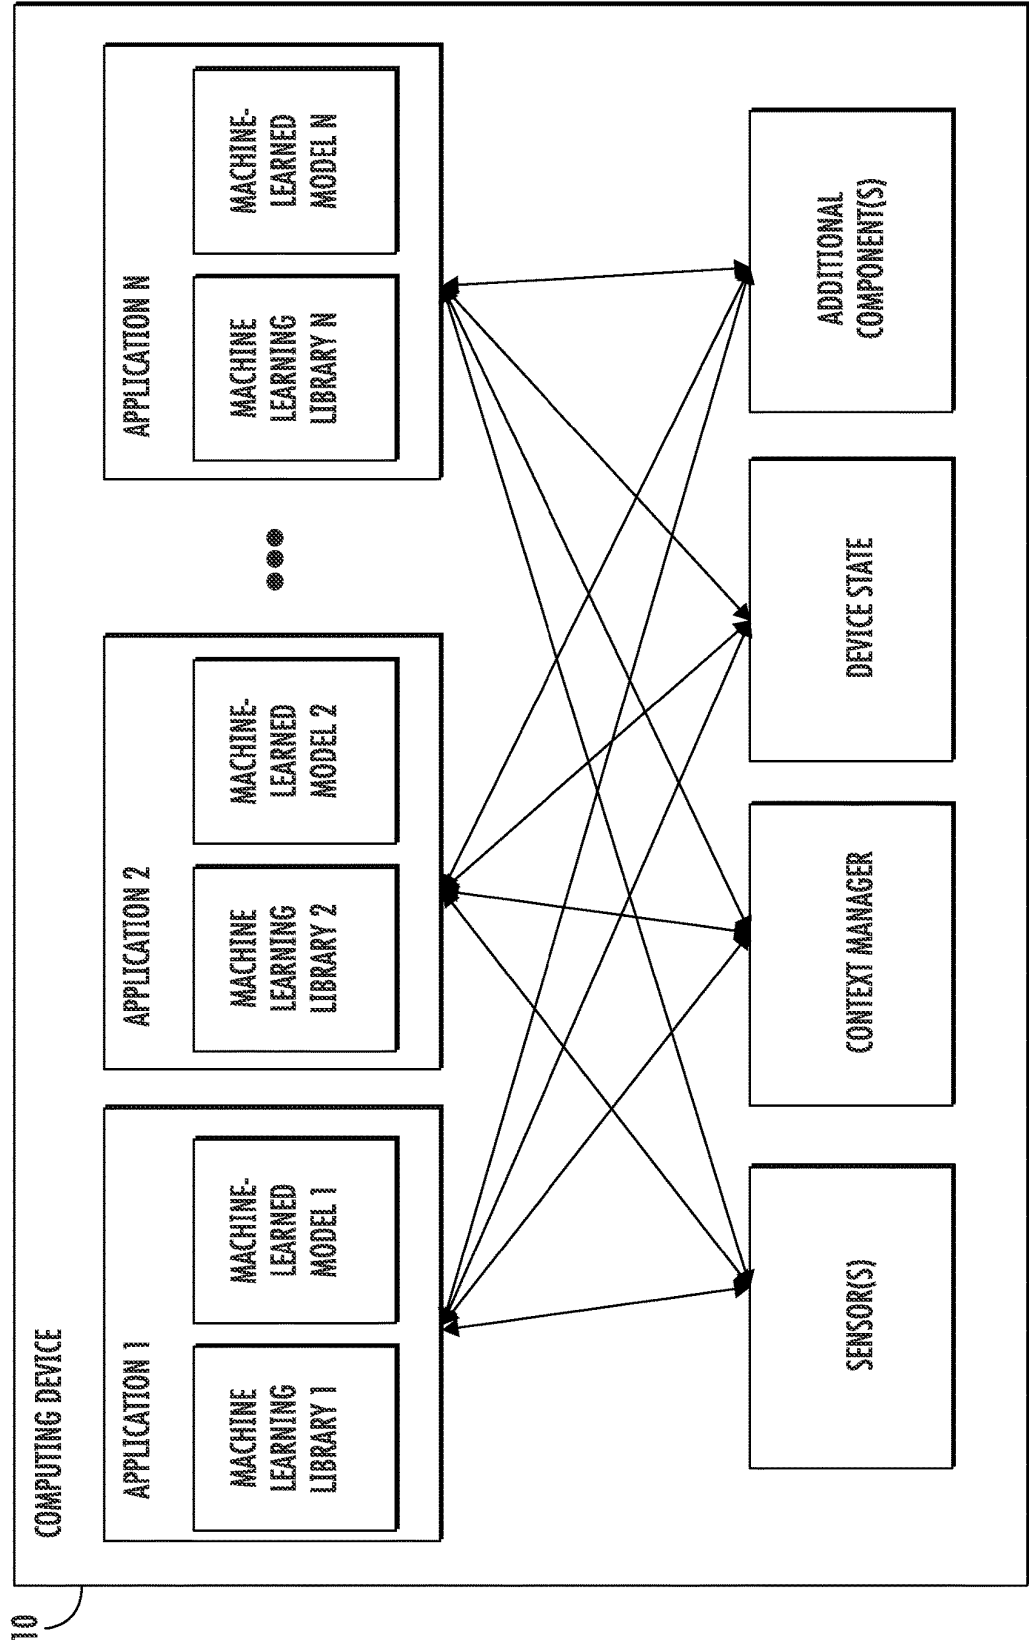 COMPUTING DEVICE
APPLICATION 1
MACHINE
LEARNING
LIBRARY 1
MACHINE-
LEARNED
MODEL 1
APPLICATION 2
MACHINE
LEARNING
LIBRARY 2
MACHINE-
LEARNED
MODEL 2
APPLICATION N
MACHINE
LEARNING
LIBRARY N
MACHINE-
LEARNED
MODEL N
SENSOR(S)
CONTEXT MANAGER
DEVICE STATE
ADDITIONAL
COMPONENT(S)
10